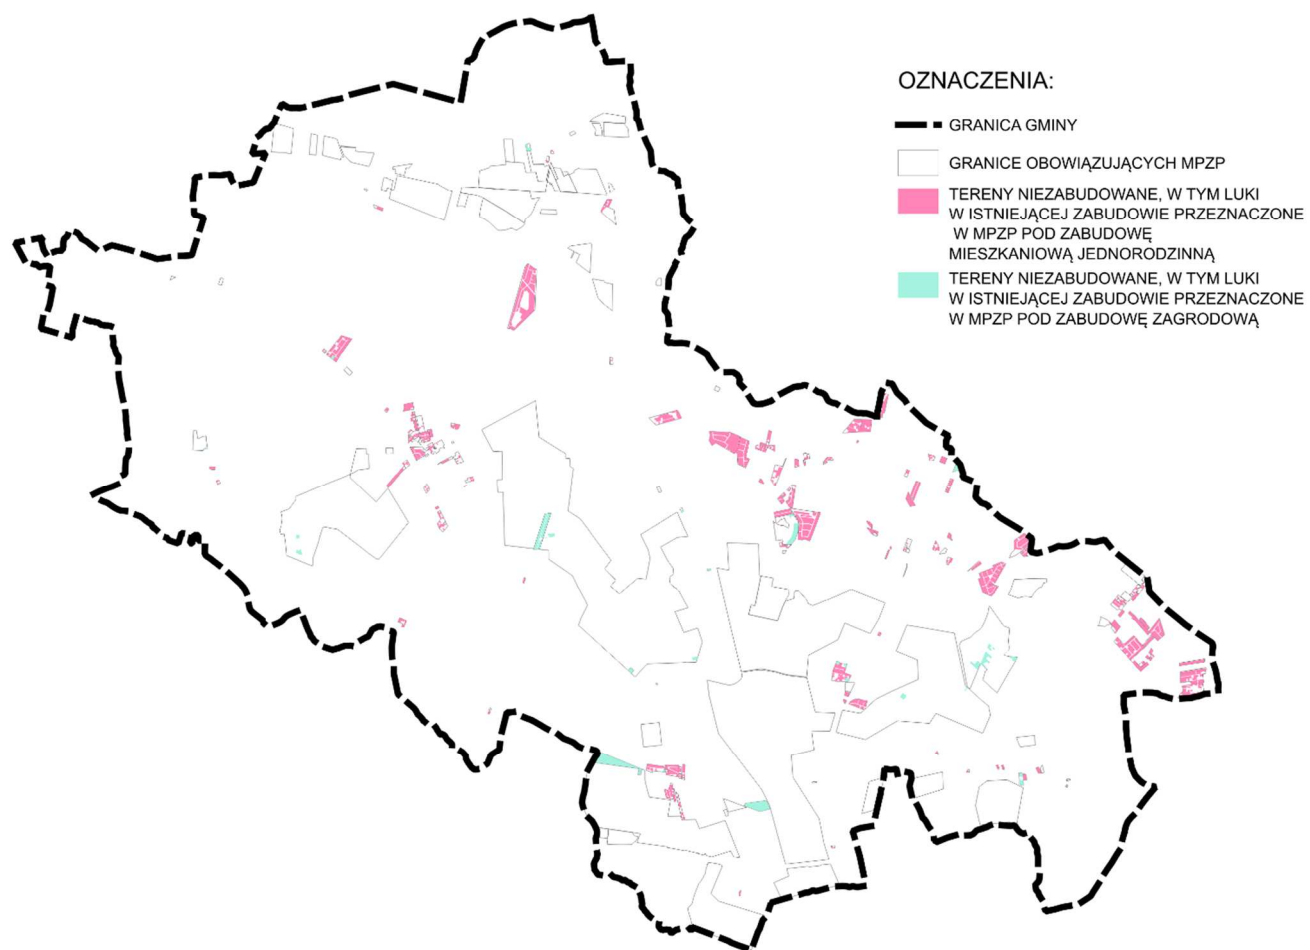 OZNACZENIA:
GRANICA GMINY
GRANICE OBOWIĄZUJĄCYCH MPZP
TERENY NIEZABUDOWANE, W TYM LUKI
W ISTNIEJĄCEJ ZABUDOWIE PRZEZNACZONE
W MPZP POD ZABUDOWĘ
MIESZKANIOWĄ JEDNORODZINNĄ
TERENY NIEZABUDOWANE, W TYM LUKI
W ISTNIEJĄCEJ ZABUDOWIE PRZEZNACZONE
W MPZP POD ZABUDOWĘ ZAGRODOWĄ